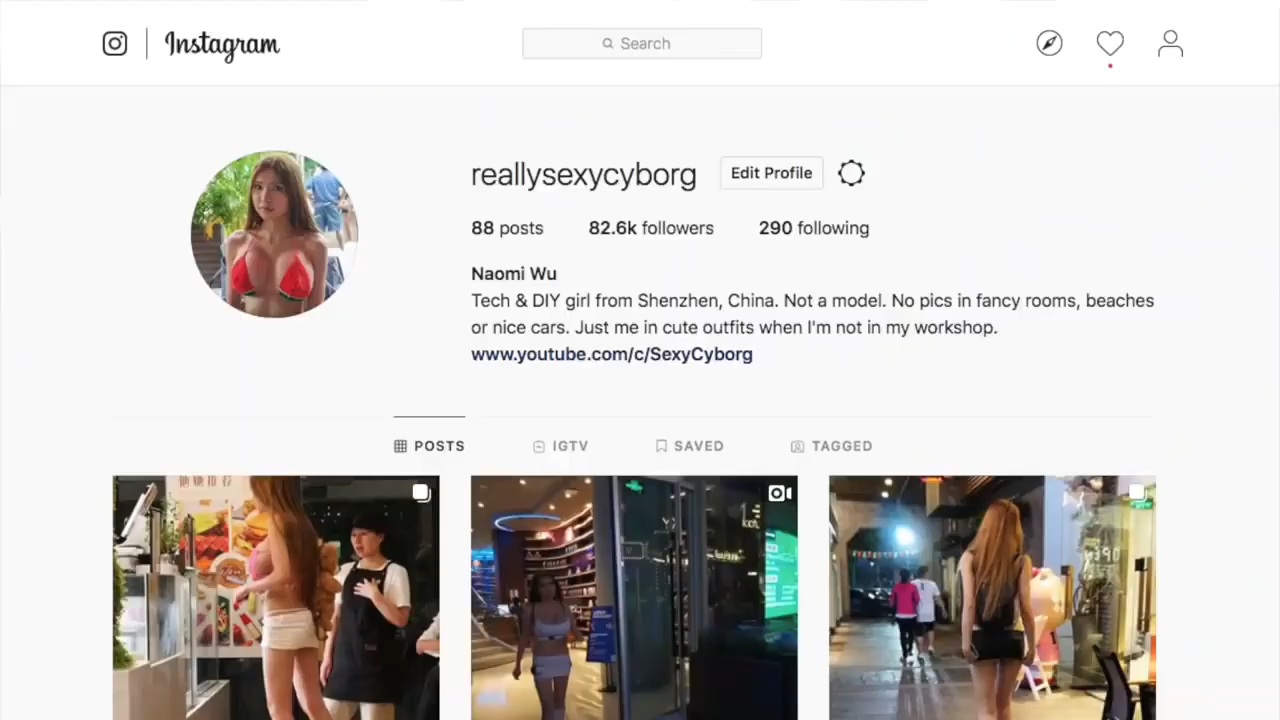 Instagram
Search
reallysexycyborg
Edit Profile
88 posts
82.6k followers
290 following
Naomi Wu
Tech & DIY girl from Shenzhen, China. Not a model. No pics in fancy rooms, beaches
or nice cars. Just me in cute outfits when I'm not in my workshop.
www.youtube.com/c/SexyCyborg
POSTS
IGTV
SAVED
TAGGED
OPEN